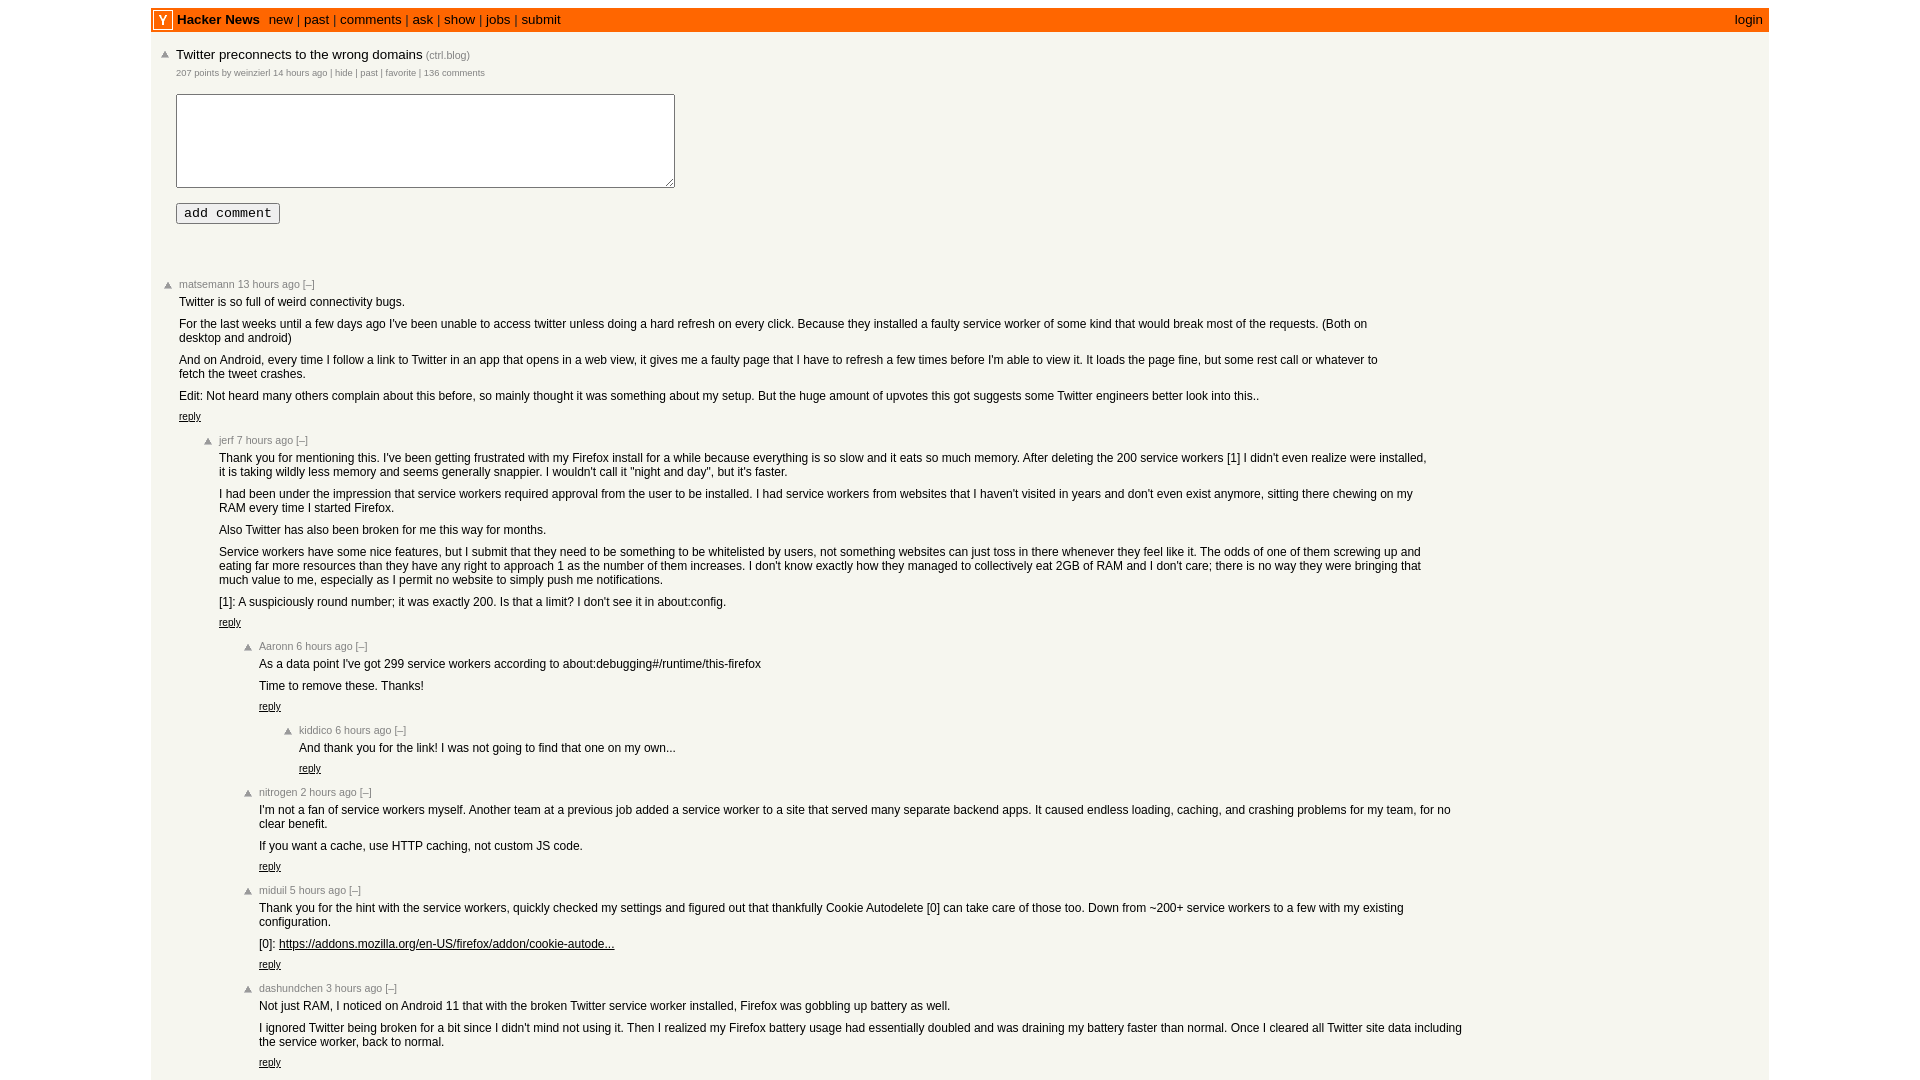 Y Hacker News new | past | comments | ask | show | jobs | submit login
Twitter preconnects to the wrong domains (ctrl.blog)
207 points by weinzierl 14 hours ago | hide | past | favorite | 136 comments
add comment
matsemann 13 hours ago [–]
Twitter is so full of weird connectivity bugs.
For the last weeks until a few days ago I've been unable to access twitter unless doing a hard refresh on every click. Because they installed a faulty service worker of some kind that would break most of the requests. (Both on
desktop and android)
And on Android, every time I follow a link to Twitter in an app that opens in a web view, it gives me a faulty page that I have to refresh a few times before I'm able to view it. It loads the page fine, but some rest call or whatever to
fetch the tweet crashes.
Edit: Not heard many others complain about this before, so mainly thought it was something about my setup. But the huge amount of upvotes this got suggests some Twitter engineers better look into this..
reply
jerf 7 hours ago [–]
Thank you for mentioning this. I've been getting frustrated with my Firefox install for a while because everything is so slow and it eats so much memory. After deleting the 200 service workers [1] I didn't even realize were installed,
it is taking wildly less memory and seems generally snappier. I wouldn't call it "night and day", but it's faster.
I had been under the impression that service workers required approval from the user to be installed. I had service workers from websites that I haven't visited in years and don't even exist anymore, sitting there chewing on my
RAM every time I started Firefox.
Also Twitter has also been broken for me this way for months.
Service workers have some nice features, but I submit that they need to be something to be whitelisted by users, not something websites can just toss in there whenever they feel like it. The odds of one of them screwing up and
eating far more resources than they have any right to approach 1 as the number of them increases. I don't know exactly how they managed to collectively eat 2GB of RAM and I don't care; there is no way they were bringing that
much value to me, especially as I permit no website to simply push me notifications.
[1]: A suspiciously round number; it was exactly 200. Is that a limit? I don't see it in about:config.
reply
Aaronn 6 hours ago [–]
As a data point I've got 299 service workers according to about:debugging#/runtime/this-firefox
Time to remove these. Thanks!
reply
kiddico 6 hours ago [–]
And thank you for the link! I was not going to find that one on my own...
reply
nitrogen 2 hours ago [–]
I'm not a fan of service workers myself. Another team at a previous job added a service worker to a site that served many separate backend apps. It caused endless loading, caching, and crashing problems for my team, for no
clear benefit.
If you want a cache, use HTTP caching, not custom JS code.
reply
miduil 5 hours ago [–]
Thank you for the hint with the service workers, quickly checked my settings and figured out that thankfully Cookie Autodelete [0] can take care of those too. Down from ~200+ service workers to a few with my existing
configuration.
[0]: https://addons.mozilla.org/en-US/firefox/addon/cookie-autode...
reply
dashundchen 3 hours ago [–]
Not just RAM, I noticed on Android 11 that with the broken Twitter service worker installed, Firefox was gobbling up battery as well.
I ignored Twitter being broken for a bit since I didn't mind not using it. Then I realized my Firefox battery usage had essentially doubled and was draining my battery faster than normal. Once I cleared all Twitter site data including
the service worker, back to normal.
reply